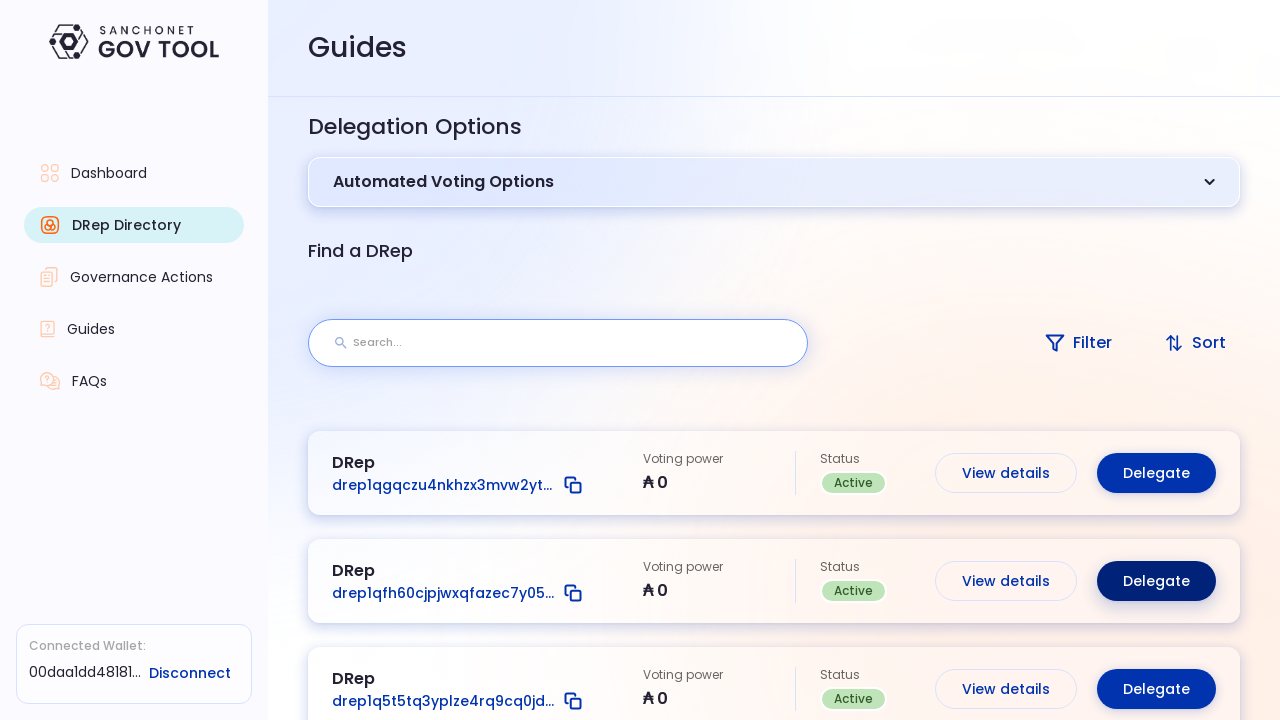 SANCHONET
GOV TOOL
Dashboard
DRep Directory
Governance Actions
Guides
FAQs
Connected Wallet:
00daa1dd48181...
Disconnect
Guides
Delegation Options
Automated Voting Options
Find a DRep
Search...
Filter
Sort
DRep
drep1qgqczu4nkhzx3mvw2yt...
Voting power
₳ 0
Status
Active
View details
Delegate
DRep
drep1qfh60cjpjwxqfazec7y05...
Voting power
₳ 0
Status
Active
View details
Delegate
DRep
drep1q5t5tq3yplze4rq9cq0jd...
Voting power
₳ 0
Status
Active
View details
Delegate